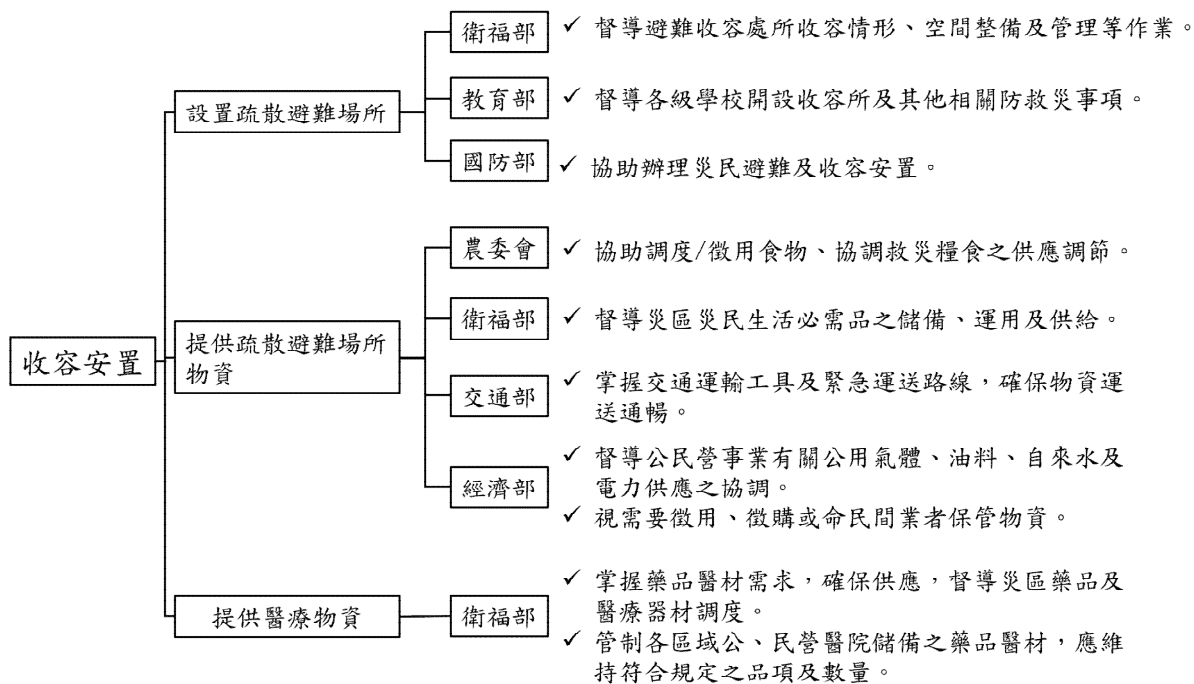 收容安置
設置疏散避難場所
衛福部
✓ 督導避難收容處所收容情形、空間整備及管理等作業。
教育部
✓ 督導各級學校開設收容所及其他相關防救災事項。
國防部
✓ 協助辦理災民避難及收容安置。
提供疏散避難場所
物資
農委會
✓ 協助調度/徵用食物、協調救災糧食之供應調節。
衛福部
✓ 督導災區災民生活必需品之儲備、運用及供給。
交通部
✓ 掌握交通運輸工具及緊急運送路線，確保物資運
送通暢。
經濟部
✓ 督導公民營事業有關公用氣體、油料、自來水及
電力供應之協調。
✓ 視需要徵用、徵購或命民間業者保管物資。
提供醫療物資
衛福部
✓ 掌握藥品醫材需求，確保供應，督導災區藥品及
醫療器材調度。
✓ 管制各區域公、民營醫院儲備之藥品醫材，應維
持符合規定之品項及數量。